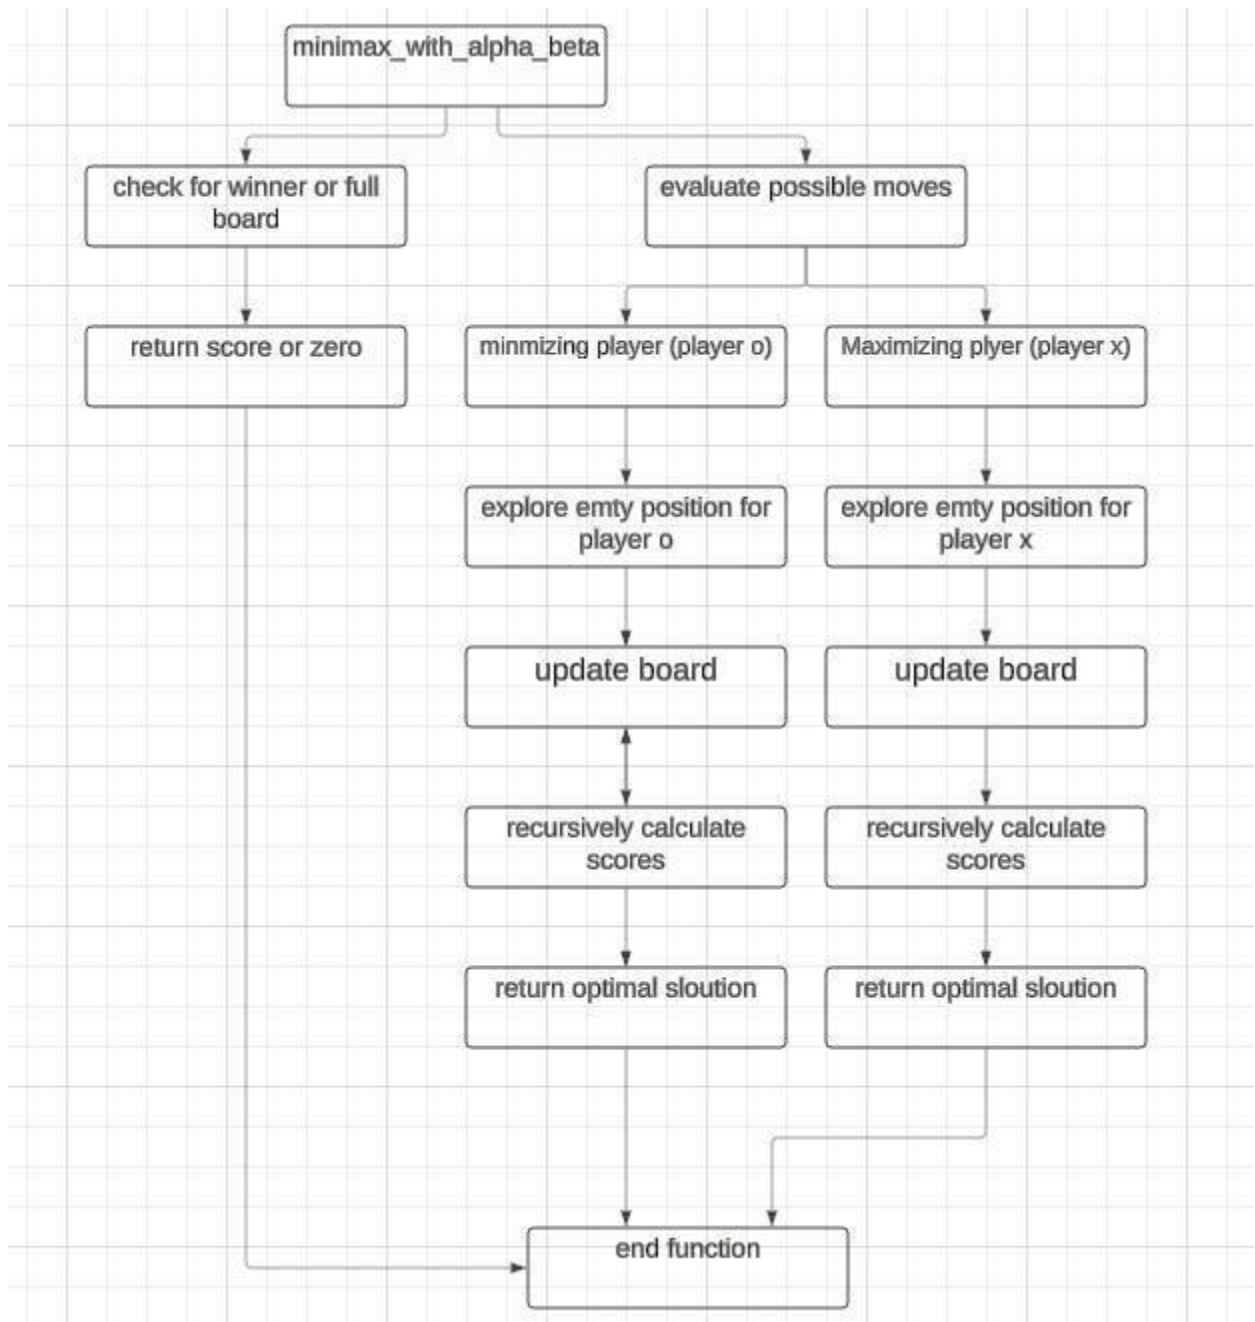 minimax_with_alpha_beta
check for winner or full
board
evaluate possible moves
return score or zero
minmizing player (player o)
Maximizing plyer (player x)
explore emty position for
player o
explore emty position for
player x
update board
update board
recursively calculate
scores
recursively calculate
scores
return optimal sloution
return optimal sloution
end function